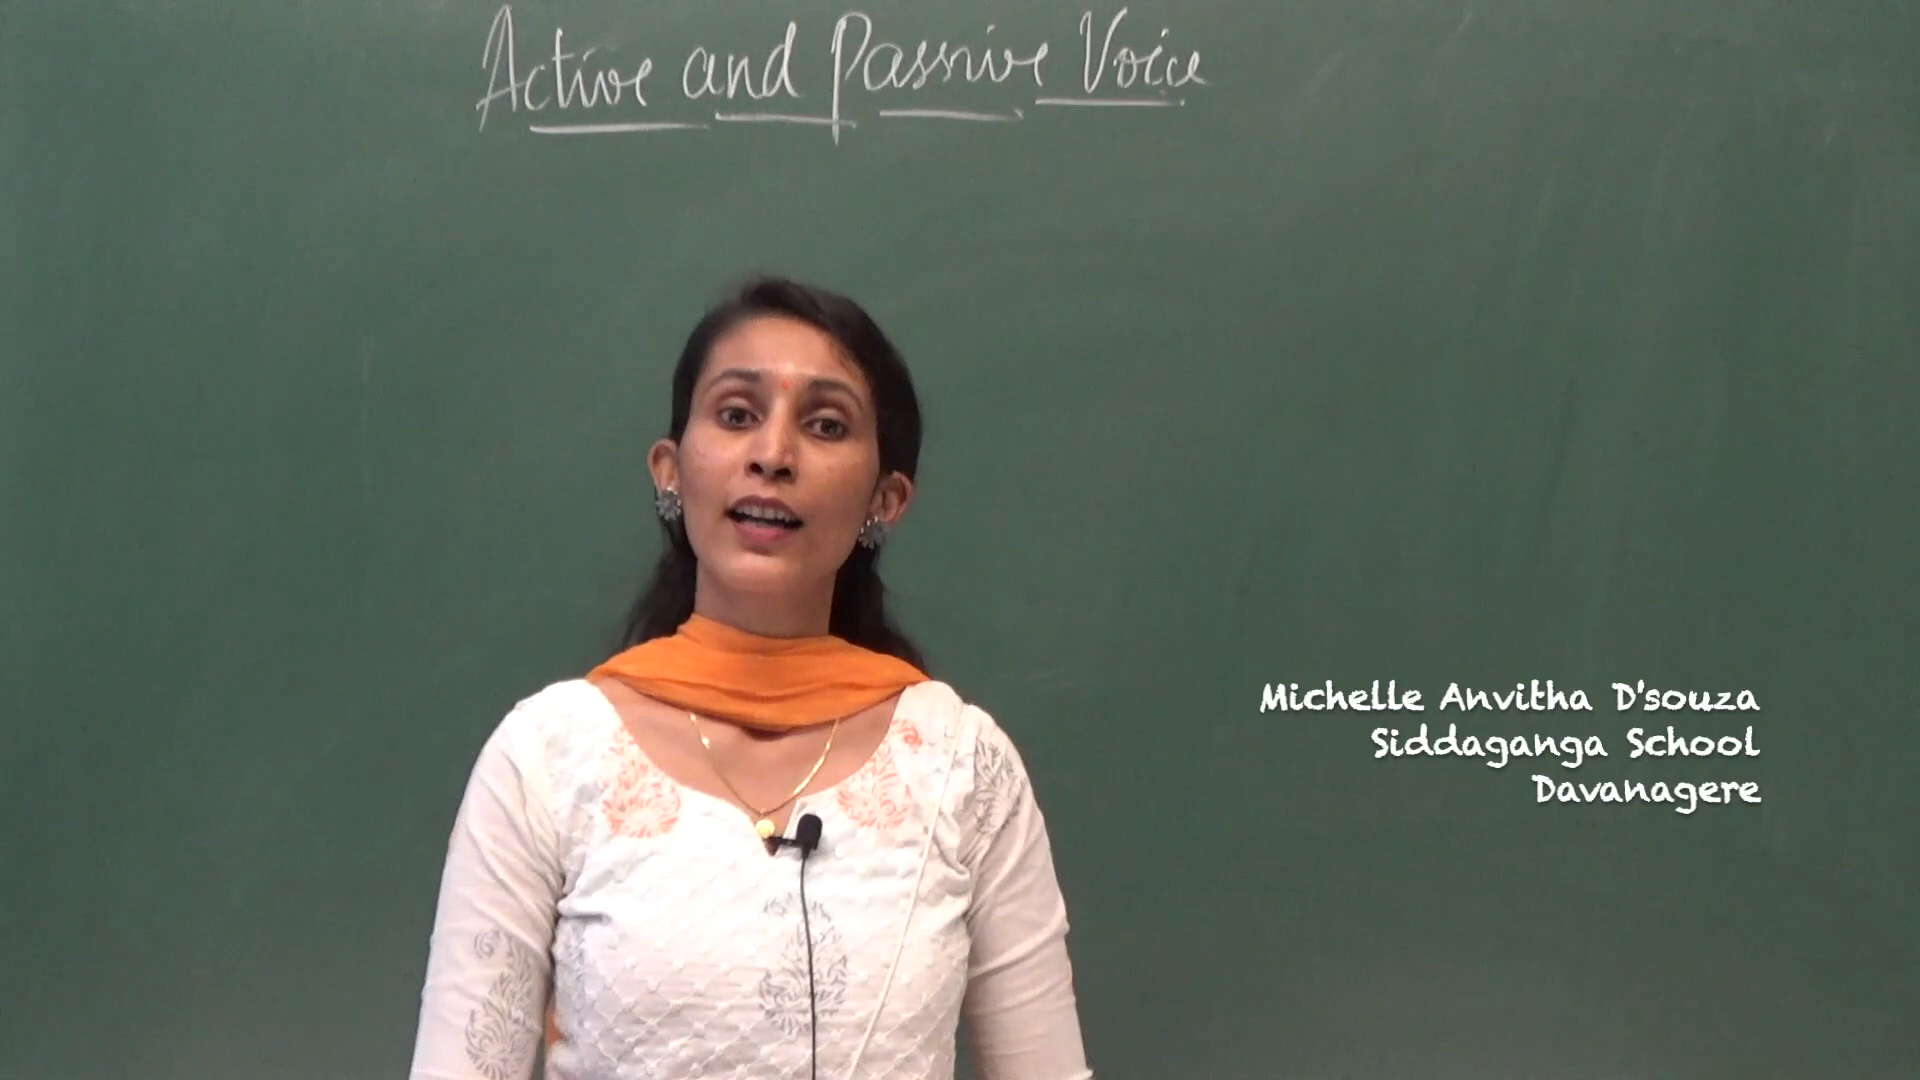 Active and Passive Voice
Michelle Anvitha D'souza
Siddaganga School
Davanagere